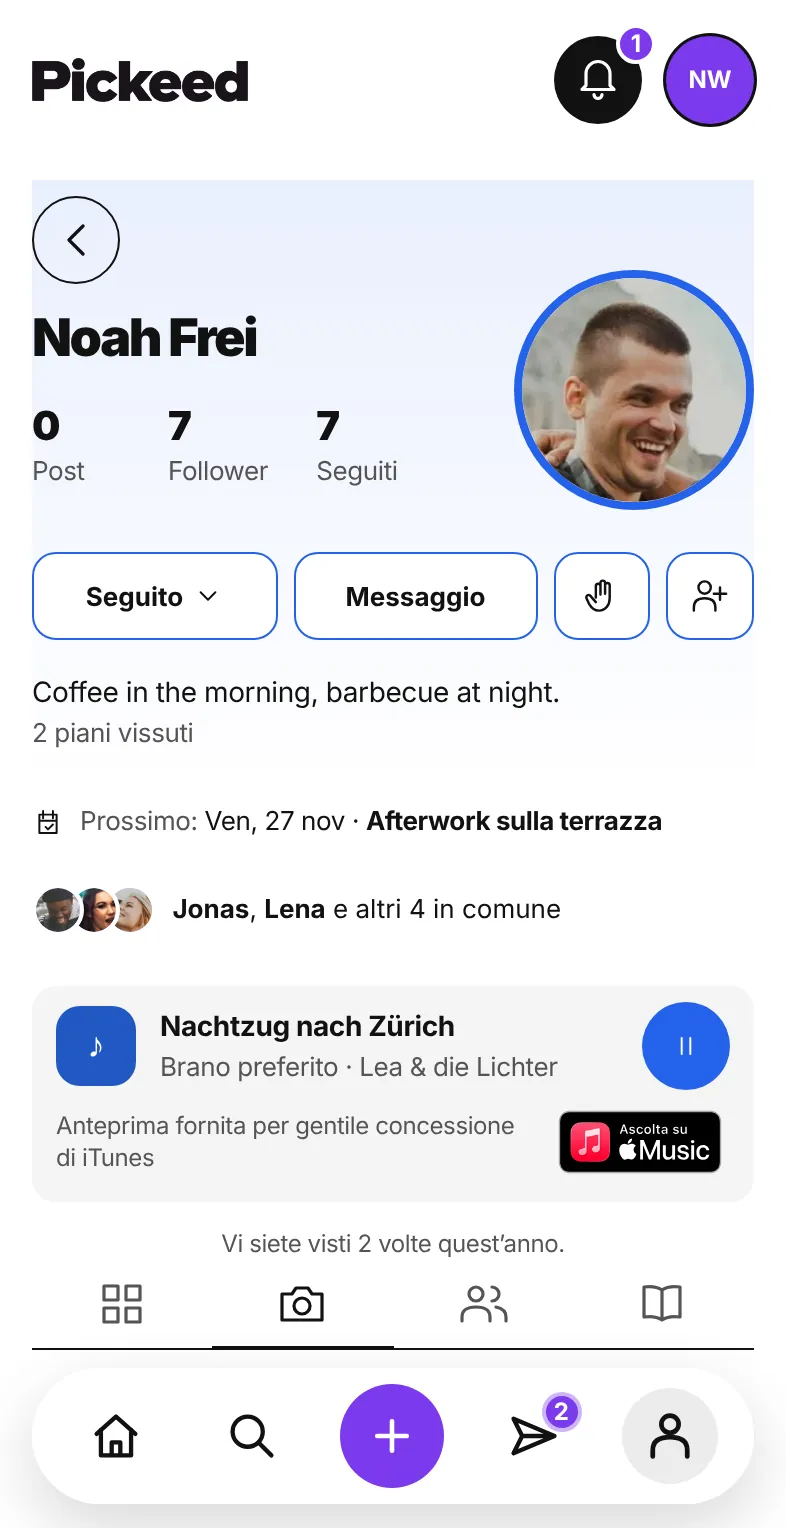 Pickeed
1
NW
Noah Frei
0 7 7
Post Follower Seguiti
Seguito Messaggio
Coffee in the morning, barbecue at night.
2 piani vissuti
Prossimo: Ven, 27 nov · Afterwork sulla terrazza
Jonas, Lena e altri 4 in comune
Nachtzug nach Zürich
Brano preferito · Lea & die Lichter
Anteprima fornita per gentile concessione
di iTunes
Ascolta su
Music
Vi siete visti 2 volte quest’anno.
2